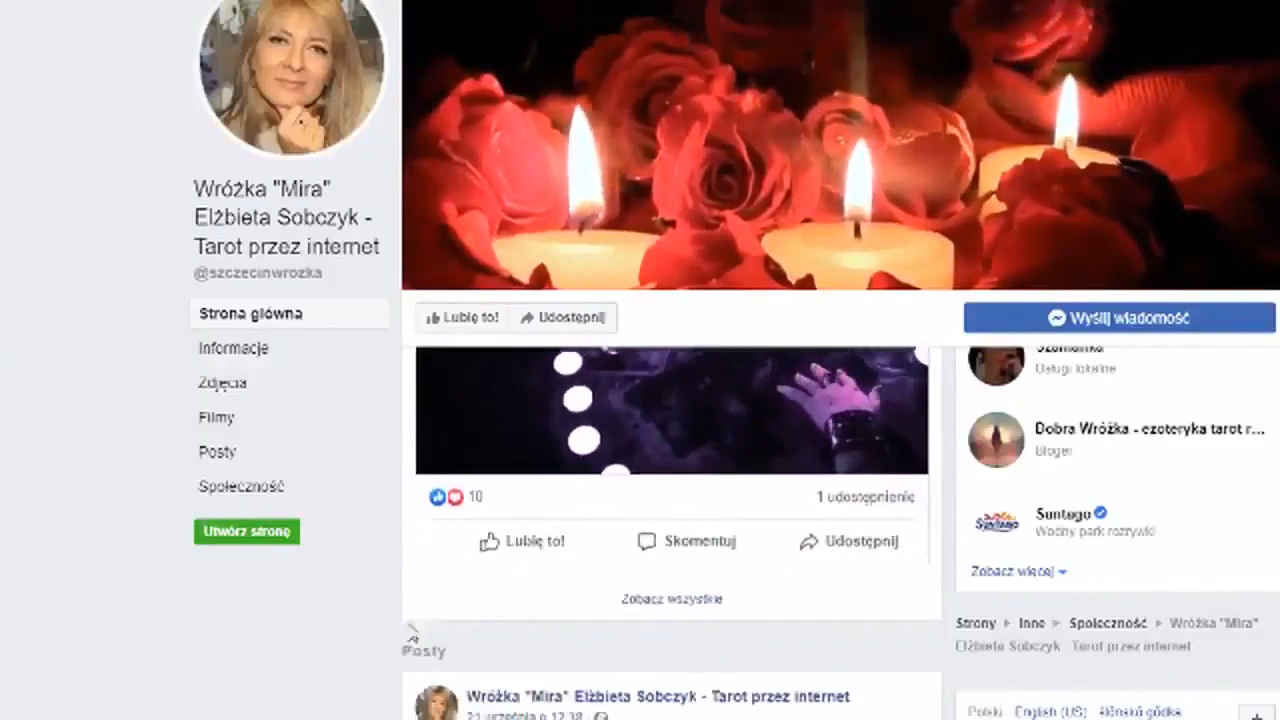 Wróżka "Mira"
Elżbieta Sobczyk -
Tarot przez internet
@szczecinwrozka
Strona główna
Informacje
Zdjęcia
Filmy
Posty
Społeczność
Utwórz stronę
Lubię to!
Udostępnij
Wyślij wiadomość
10
1 udostępnienie
Lubię to!
Skomentuj
Udostępnij
Zobacz wszystkie
Posty
Wróżka "Mira" Elżbieta Sobczyk - Tarot przez internet
21 września o 12:38
Szamanka
Usługi lokalne
Dobra Wróżka - ezoteryka tarot r...
Bloger
Suntago
Wodny park rozrywki
Zobacz więcej
Strony
Inne
Społeczność
Wróżka "Mira"
Elżbieta Sobczyk Tarot przez internet
Polski English (US) ślōnskŏ gŏdka